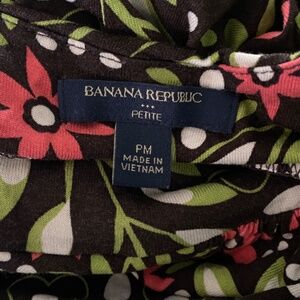 BANANA REPUBLIC
PETITE
PM
MADE IN
VIETNAM